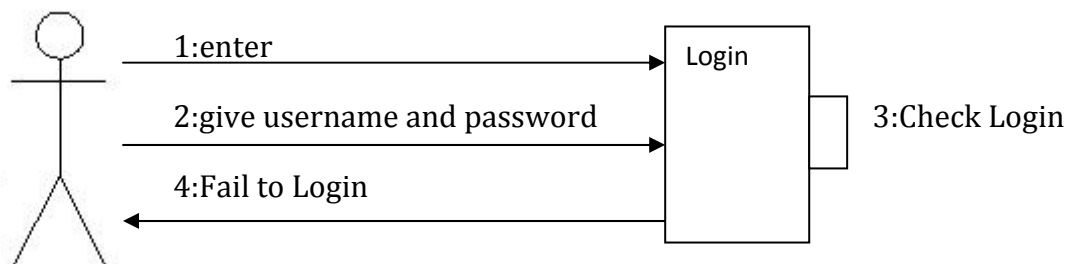 1:enter
Login
2:give username and password
3:Check Login
4:Fail to Login